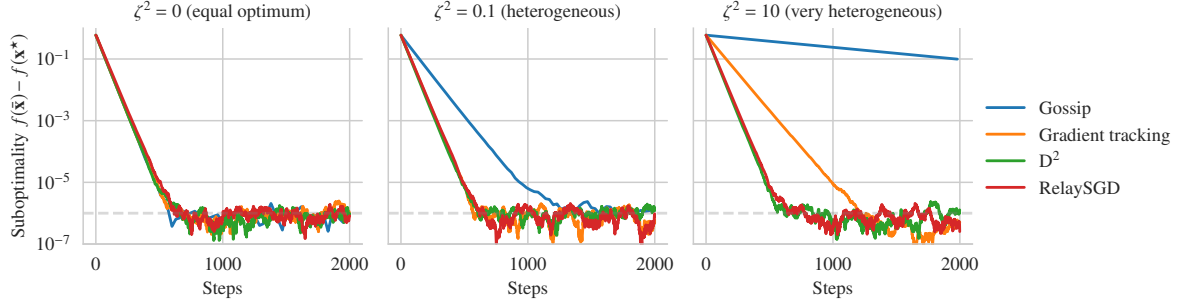 ζ² = 0 (equal optimum)
ζ² = 0.1 (heterogeneous)
ζ² = 10 (very heterogeneous)
Suboptimality f(x̄) − f(x★)
10⁻¹
10⁻³
10⁻⁵
10⁻⁷
0 1000 2000
0 1000 2000
0 1000 2000
Steps
Steps
Steps
Gossip
Gradient tracking
D²
RelaySGD